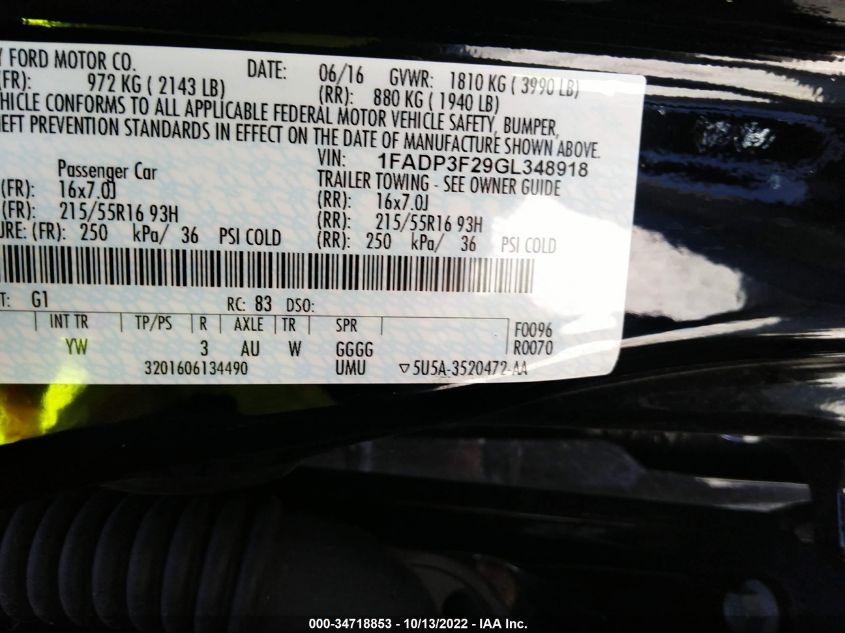 Y FORD MOTOR CO. DATE: 06/16 GVWR: 1810 KG ( 3990 LB)
(FR): 972 KG ( 2143 LB) (RR): 880 KG ( 1940 LB)
EHICLE CONFORMS TO ALL APPLICABLE FEDERAL MOTOR VEHICLE SAFETY, BUMPER,
HEFT PREVENTION STANDARDS IN EFFECT ON THE DATE OF MANUFACTURE SHOWN ABOVE.
VIN: 1FADP3F29GL348918
Passenger Car TRAILER TOWING - SEE OWNER GUIDE
(FR): 16x7.0J (RR): 16x7.0J
(FR): 215/55R16 93H (RR): 215/55R16 93H
URE: (FR): 250 kPa/ 36 PSI COLD (RR): 250 kPa/ 36 PSI COLD
T: G1 RC: 83 DSO:
INT TR TP/PS R AXLE TR SPR F0096
YW 3 AU W GGGG R0070
3201606134490 UMU 5U5A-3520472-AA
000-34718853 - 10/13/2022 - IAA Inc.